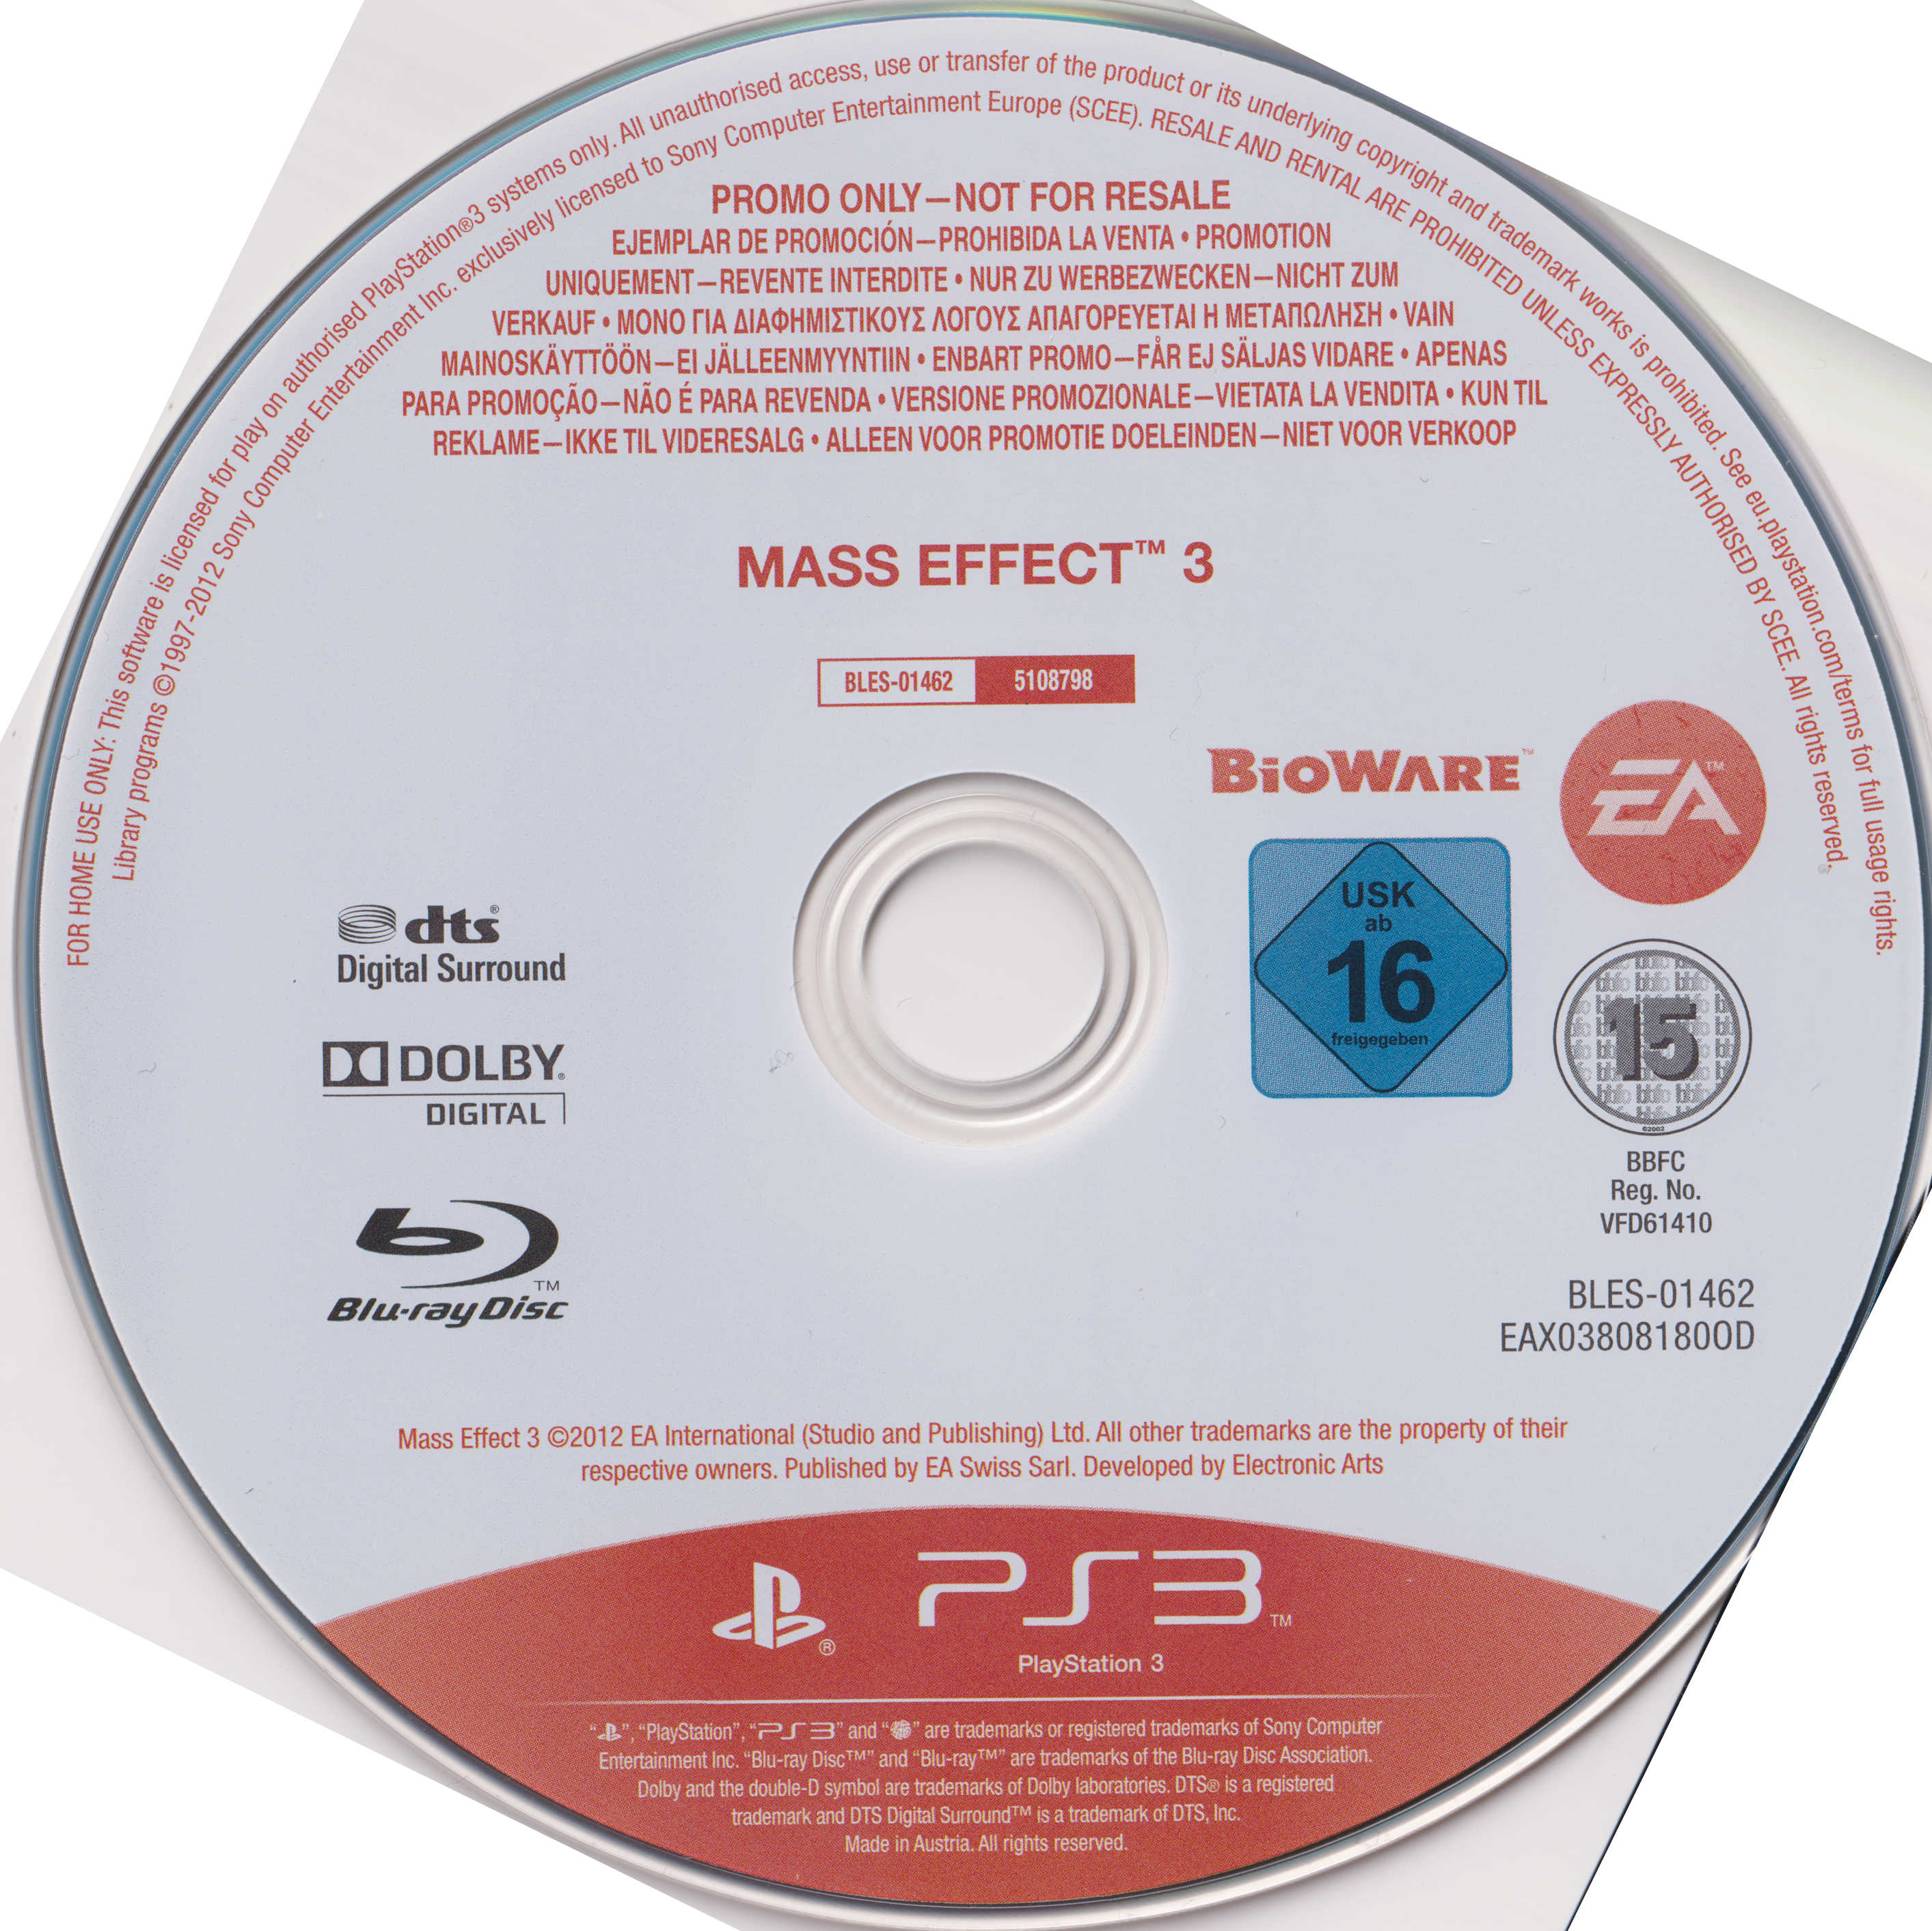 FOR HOME USE ONLY: This software is licensed for play on authorised PlayStation®3 systems only. All unauthorised access, use or transfer of the product or its underlying copyright and trademark works is prohibited. See eu.playstation.com/terms for full usage rights.
Library programs ©1997-2012 Sony Computer Entertainment Inc. exclusively licensed to Sony Computer Entertainment Europe (SCEE). RESALE AND RENTAL ARE PROHIBITED UNLESS EXPRESSLY AUTHORISED BY SCEE. All rights reserved.
PROMO ONLY—NOT FOR RESALE
EJEMPLAR DE PROMOCIÓN—PROHIBIDA LA VENTA • PROMOTION
UNIQUEMENT—REVENTE INTERDITE • NUR ZU WERBEZWECKEN—NICHT ZUM
VERKAUF • ΜΟΝΟ ΓΙΑ ΔΙΑΦΗΜΙΣΤΙΚΟΥΣ ΛΟΓΟΥΣ ΑΠΑΓΟΡΕΥΕΤΑΙ Η ΜΕΤΑΠΩΛΗΣΗ • VAIN
MAINOSKÄYTTÖÖN—EI JÄLLEENMYYNTIIN • ENBART PROMO—FÅR EJ SÄLJAS VIDARE • APENAS
PARA PROMOÇÃO—NÃO É PARA REVENDA • VERSIONE PROMOZIONALE—VIETATA LA VENDITA • KUN TIL
REKLAME—IKKE TIL VIDERESALG • ALLEEN VOOR PROMOTIE DOELEINDEN—NIET VOOR VERKOOP
MASS EFFECT™ 3
BLES-01462 5108798
BIOWARE™
EA™
dts®
Digital Surround
DOLBY®
DIGITAL
Blu-ray Disc™
USK
ab
16
freigegeben
bbfc
15
©2002
BBFC
Reg. No.
VFD61410
BLES-01462
EAX03808180OD
Mass Effect 3 ©2012 EA International (Studio and Publishing) Ltd. All other trademarks are the property of their
respective owners. Published by EA Swiss Sarl. Developed by Electronic Arts
® PS3™
PlayStation 3
“ ”, “PlayStation”, “PS3” and “ ” are trademarks or registered trademarks of Sony Computer
Entertainment Inc. “Blu-ray Disc™” and “Blu-ray™” are trademarks of the Blu-ray Disc Association.
Dolby and the double-D symbol are trademarks of Dolby laboratories. DTS® is a registered
trademark and DTS Digital Surround™ is a trademark of DTS, Inc.
Made in Austria. All rights reserved.